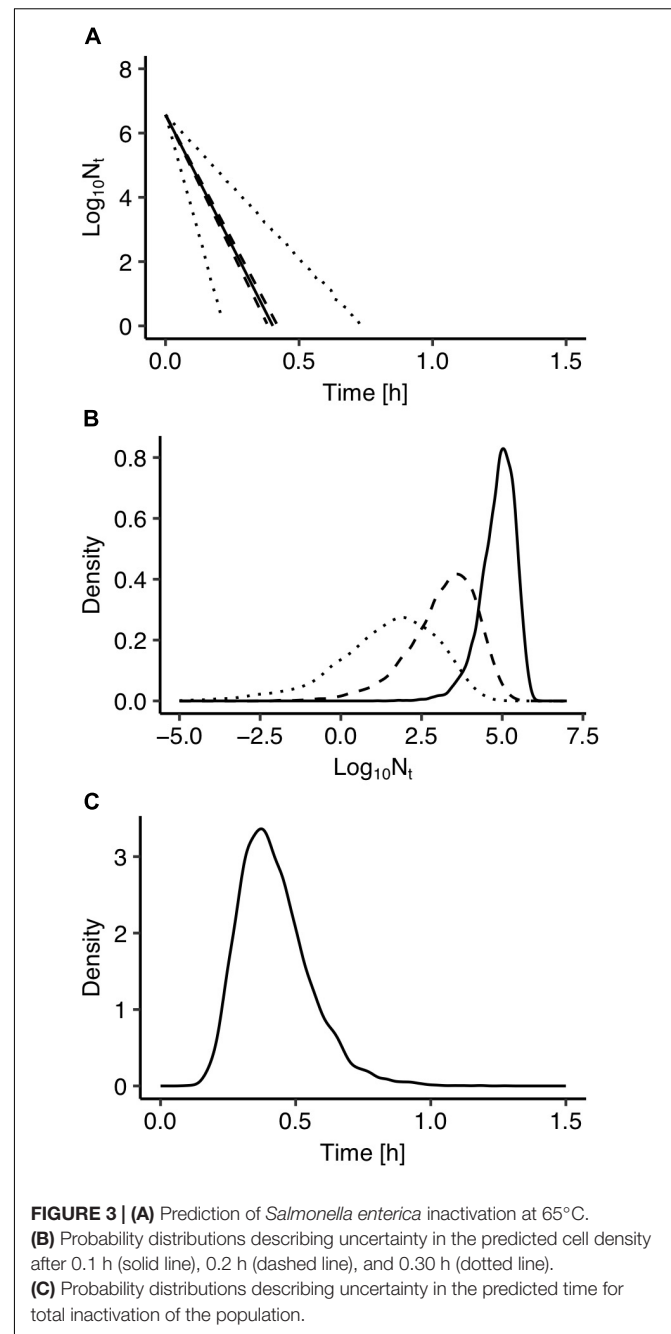 A
8
6
4
2
0
Log10Nt
0.0 0.5 1.0 1.5
Time [h]
B
0.8
0.6
0.4
0.2
0.0
Density
−5.0 −2.5 0.0 2.5 5.0 7.5
Log10Nt
C
3
2
1
0
Density
0.0 0.5 1.0 1.5
Time [h]
FIGURE 3 | (A) Prediction of Salmonella enterica inactivation at 65°C.
(B) Probability distributions describing uncertainty in the predicted cell density
after 0.1 h (solid line), 0.2 h (dashed line), and 0.30 h (dotted line).
(C) Probability distributions describing uncertainty in the predicted time for
total inactivation of the population.